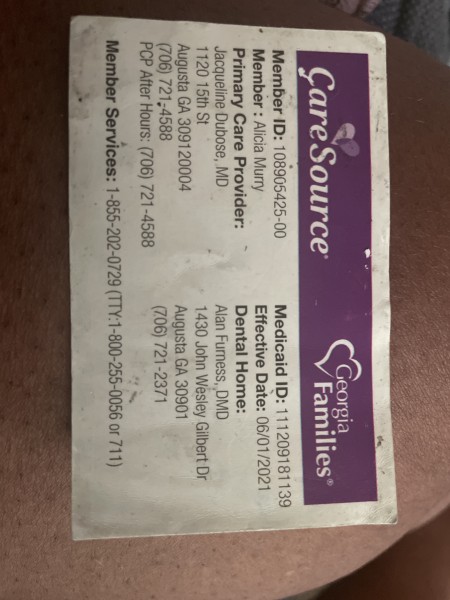 CareSource®
Georgia Families®
Member ID: 108905425-00
Member : Alicia Murry
Primary Care Provider:
Jacqueline Dubose, MD
1120 15th St
Augusta GA 309120004
(706) 721-4588
PCP After Hours: (706) 721-4588
Medicaid ID: 111209181139
Effective Date: 06/01/2021
Dental Home:
Alan Furness, DMD
1430 John Wesley Gilbert Dr
Augusta GA 30901
(706) 721-2371
Member Services: 1-855-202-0729 (TTY:1-800-255-0056 or 711)